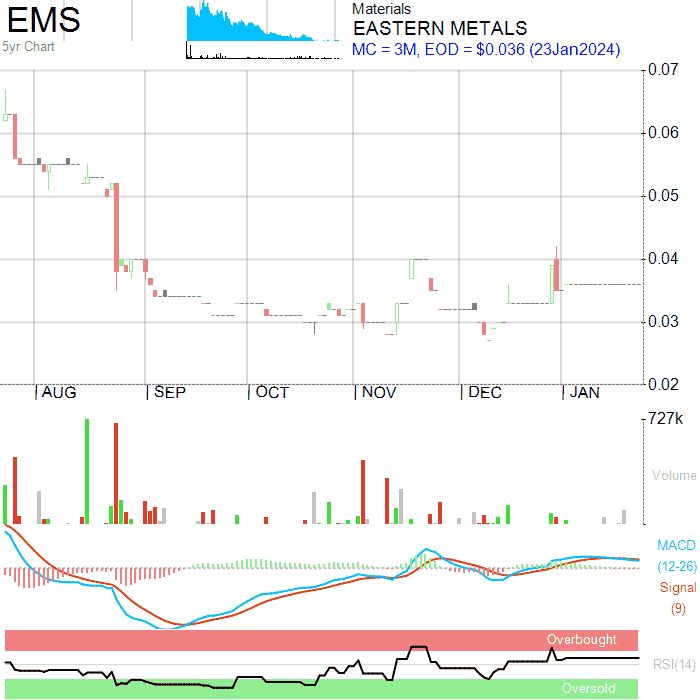 EMS
5yr Chart
Materials
EASTERN METALS
MC = 3M, EOD = $0.036 (23Jan2024)
0.07
0.06
0.05
0.04
0.03
0.02
AUG SEP OCT NOV DEC JAN
727k
Volume
MACD
(12-26)
Signal
(9)
Overbought
RSI(14)
Oversold